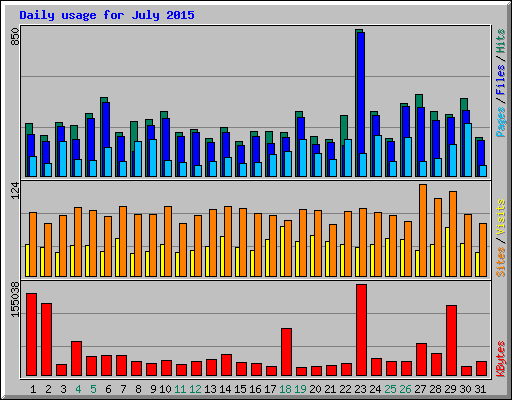 Daily usage for July 2015
850
Pages / Files / Hits
124
Sites / Visits
155038
KBytes
1 2 3 4 5 6 7 8 9 10 11 12 13 14 15 16 17 18 19 20 21 22 23 24 25 26 27 28 29 30 31